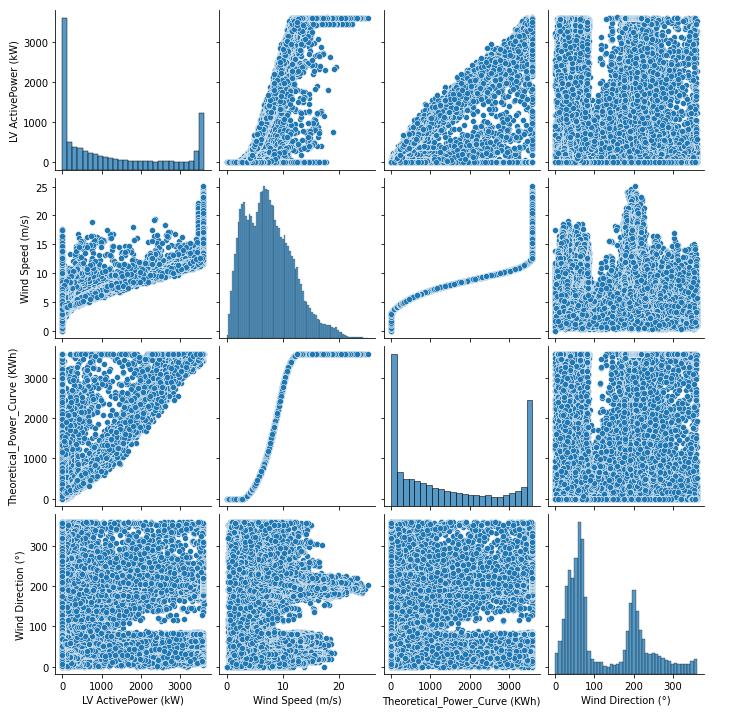 LV ActivePower (kW)
3000
2000
1000
0
Wind Speed (m/s)
25
20
15
10
5
0
Theoretical_Power_Curve (KWh)
3000
2000
1000
0
Wind Direction (°)
300
200
100
0
0 1000 2000 3000
LV ActivePower (kW)
0 10 20
Wind Speed (m/s)
0 1000 2000 3000
Theoretical_Power_Curve (KWh)
0 100 200 300
Wind Direction (°)